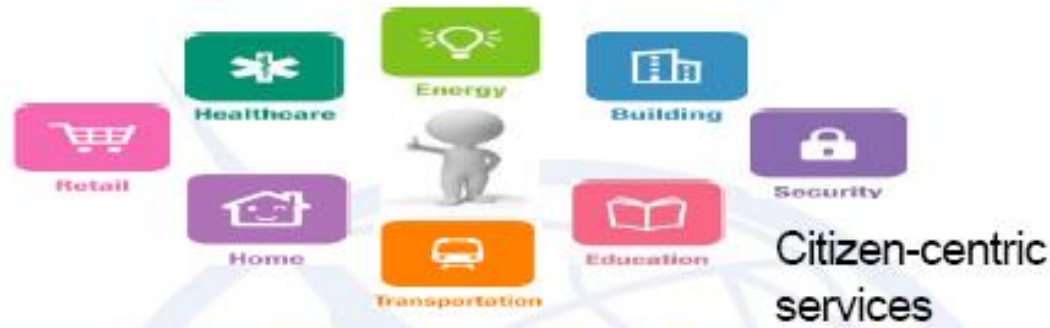 Energy
Healthcare
Building
Retail
Security
Home
Education
Transportation
Citizen-centric
services